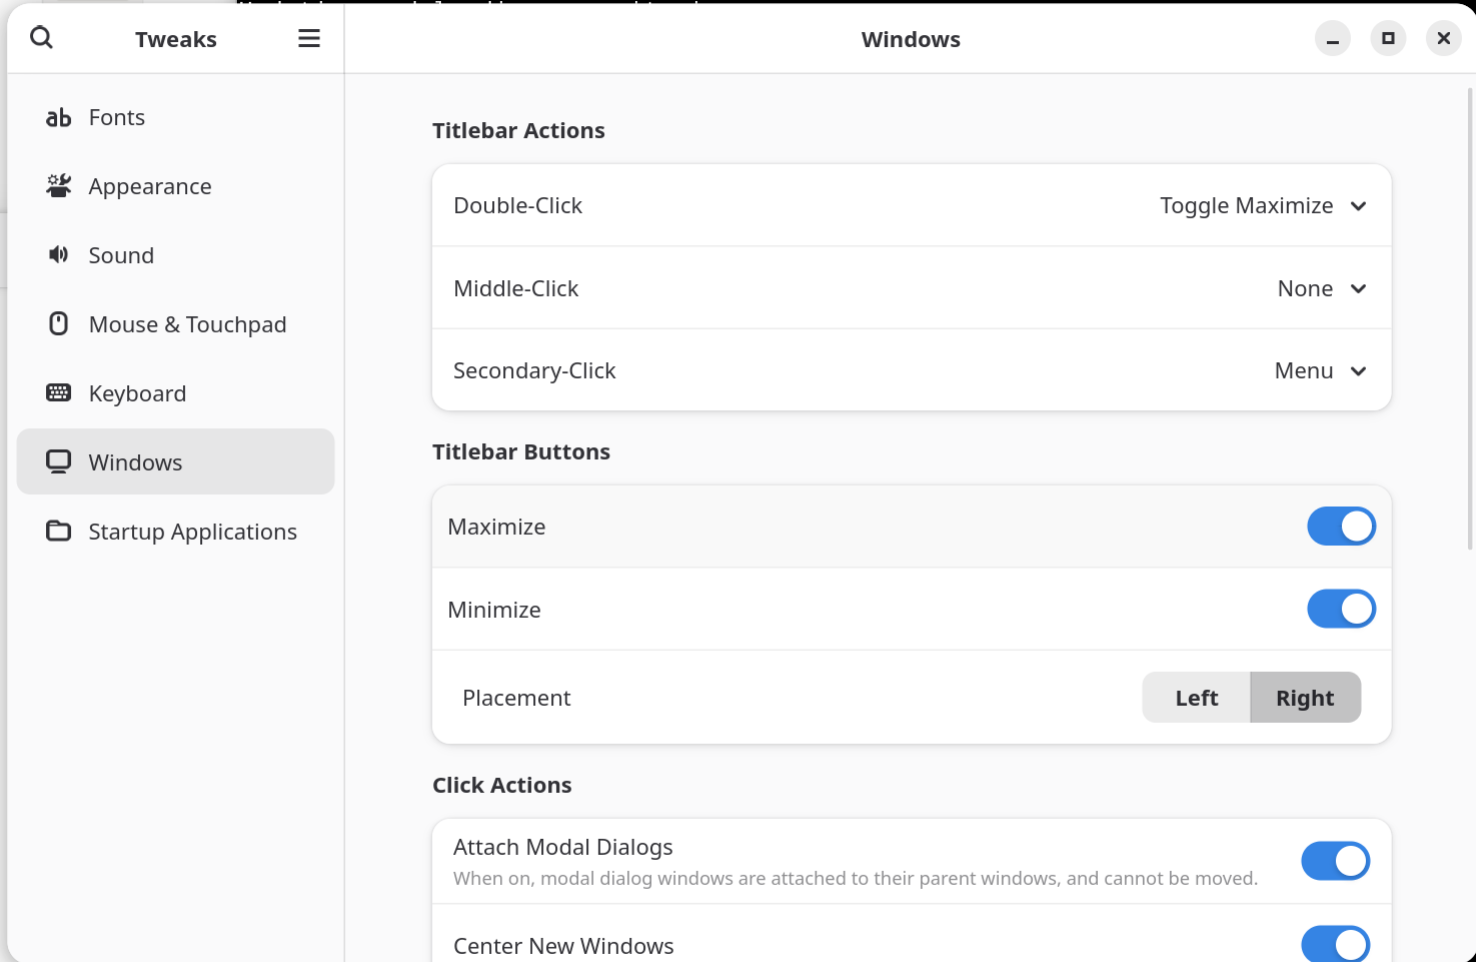 Tweaks
Windows
ab Fonts
Appearance
Sound
Mouse & Touchpad
Keyboard
Windows
Startup Applications
Titlebar Actions
Double-Click Toggle Maximize
Middle-Click None
Secondary-Click Menu
Titlebar Buttons
Maximize
Minimize
Placement Left Right
Click Actions
Attach Modal Dialogs
When on, modal dialog windows are attached to their parent windows, and cannot be moved.
Center New Windows